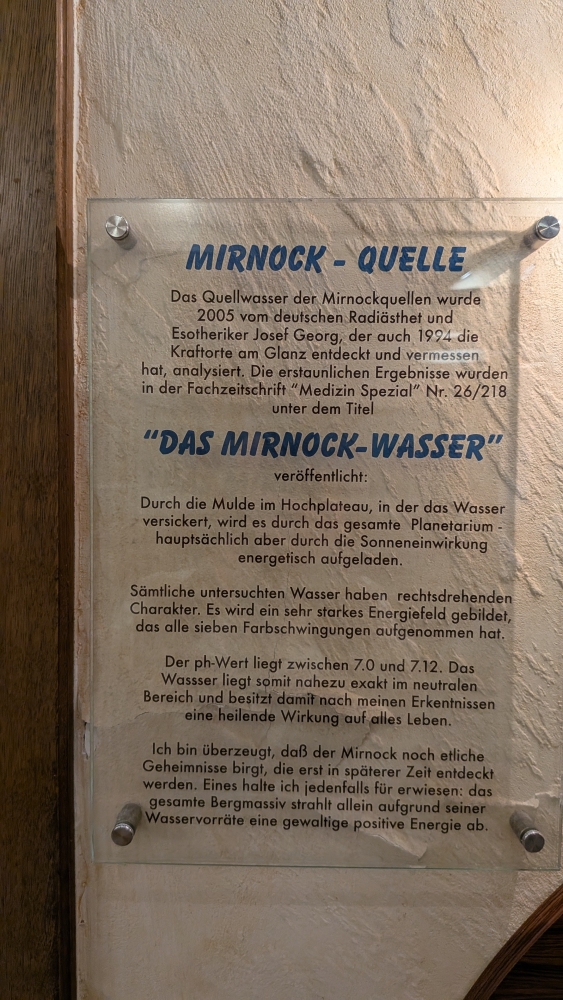 MIRNOCK - QUELLE
Das Quellwasser der Mirnockquellen wurde
2005 vom deutschen Radiästhet und
Esotheriker Josef Georg, der auch 1994 die
Kraftorte am Glanz entdeckt und vermessen
hat, analysiert. Die erstaunlichen Ergebnisse wurden
in der Fachzeitschrift "Medizin Spezial" Nr. 26/218
unter dem Titel
"DAS MIRNOCK-WASSER"
veröffentlicht:
Durch die Mulde im Hochplateau, in der das Wasser
versickert, wird es durch das gesamte Planetarium -
hauptsächlich aber durch die Sonneneinwirkung
energetisch aufgeladen.
Sämtliche untersuchten Wasser haben rechtsdrehenden
Charakter. Es wird ein sehr starkes Energiefeld gebildet,
das alle sieben Farbschwingungen aufgenommen hat.
Der ph-Wert liegt zwischen 7.0 und 7.12. Das
Wassser liegt somit nahezu exakt im neutralen
Bereich und besitzt damit nach meinen Erkentnissen
eine heilende Wirkung auf alles Leben.
Ich bin überzeugt, daß der Mirnock noch etliche
Geheimnisse birgt, die erst in späterer Zeit entdeckt
werden. Eines halte ich jedenfalls für erwiesen: das
gesamte Bergmassiv strahlt allein aufgrund seiner
Wasservorräte eine gewaltige positive Energie ab.